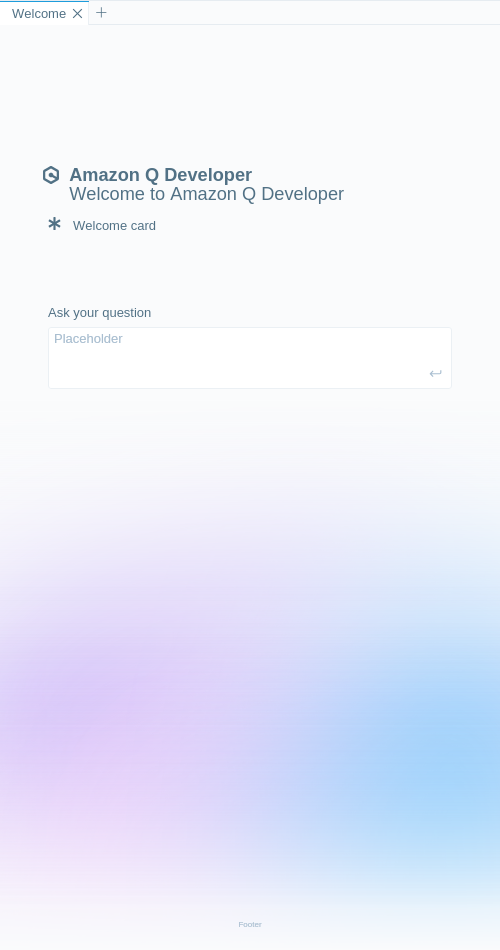 Welcome
Amazon Q Developer
Welcome to Amazon Q Developer
Welcome card
Ask your question
Placeholder
Footer